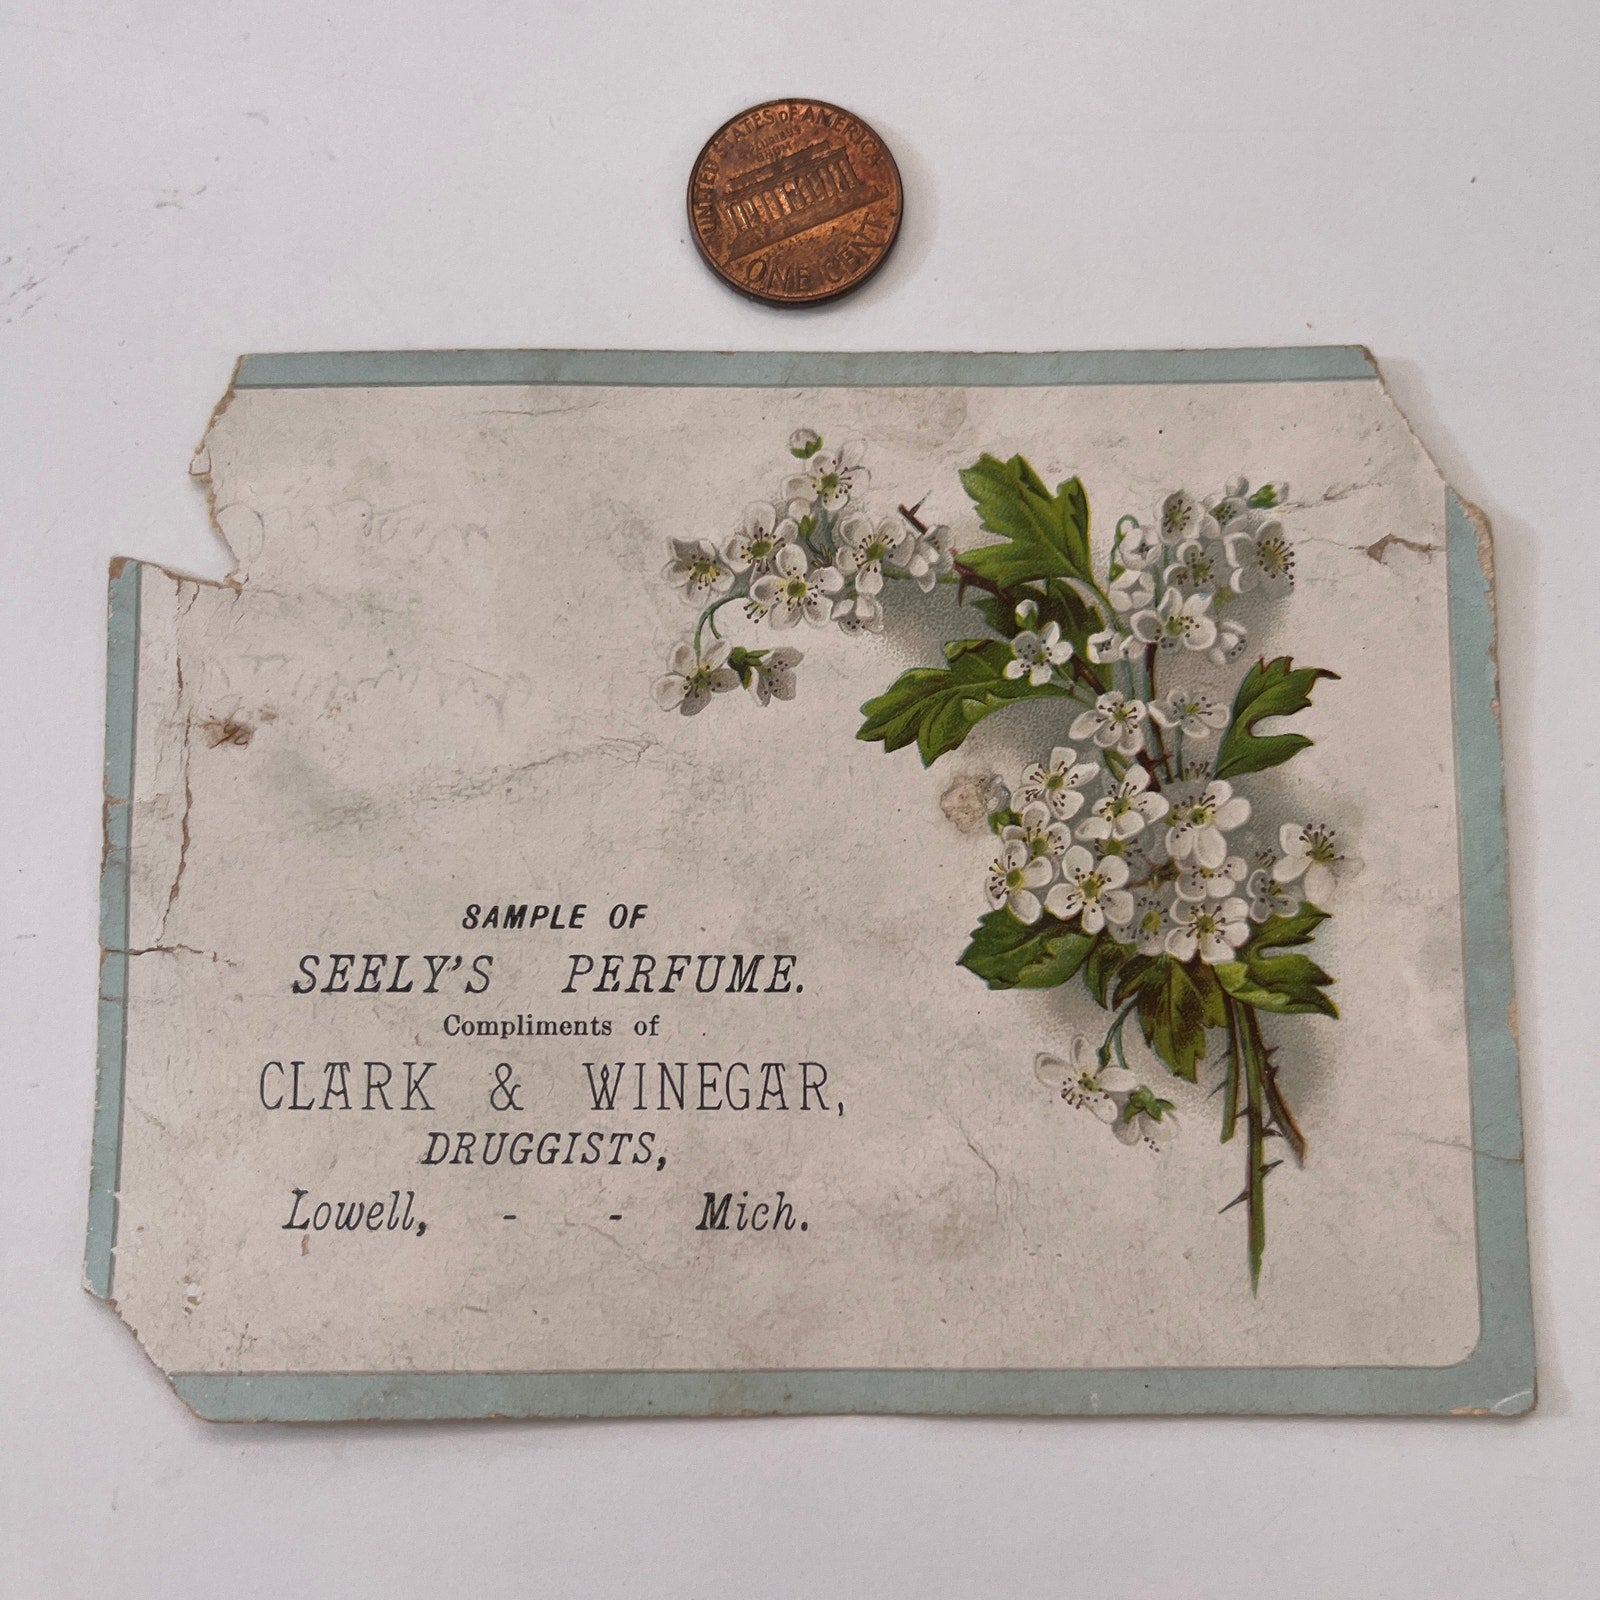 UNITED STATES OF AMERICA
ONE CENT
SAMPLE OF
SEELY'S PERFUME.
Compliments of
CLARK & WINEGAR,
DRUGGISTS,
Lowell, - - Mich.